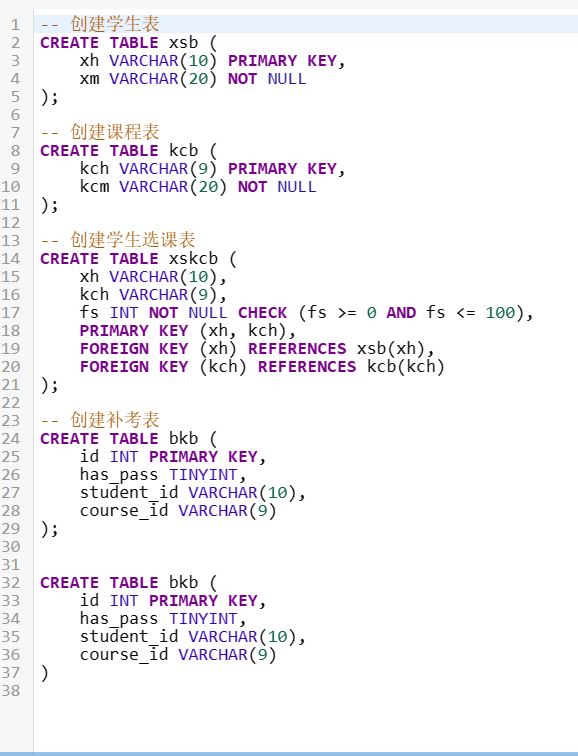 1 -- 创建学生表
2 CREATE TABLE xsb (
3     xh VARCHAR(10) PRIMARY KEY,
4     xm VARCHAR(20) NOT NULL
5 );
6
7 -- 创建课程表
8 CREATE TABLE kcb (
9     kch VARCHAR(9) PRIMARY KEY,
10     kcm VARCHAR(20) NOT NULL
11 );
12
13 -- 创建学生选课表
14 CREATE TABLE xskcb (
15     xh VARCHAR(10),
16     kch VARCHAR(9),
17     fs INT NOT NULL CHECK (fs >= 0 AND fs <= 100),
18     PRIMARY KEY (xh, kch),
19     FOREIGN KEY (xh) REFERENCES xsb(xh),
20     FOREIGN KEY (kch) REFERENCES kcb(kch)
21 );
22
23 -- 创建补考表
24 CREATE TABLE bkb (
25     id INT PRIMARY KEY,
26     has_pass TINYINT,
27     student_id VARCHAR(10),
28     course_id VARCHAR(9)
29 );
30
31
32 CREATE TABLE bkb (
33     id INT PRIMARY KEY,
34     has_pass TINYINT,
35     student_id VARCHAR(10),
36     course_id VARCHAR(9)
37 )
38